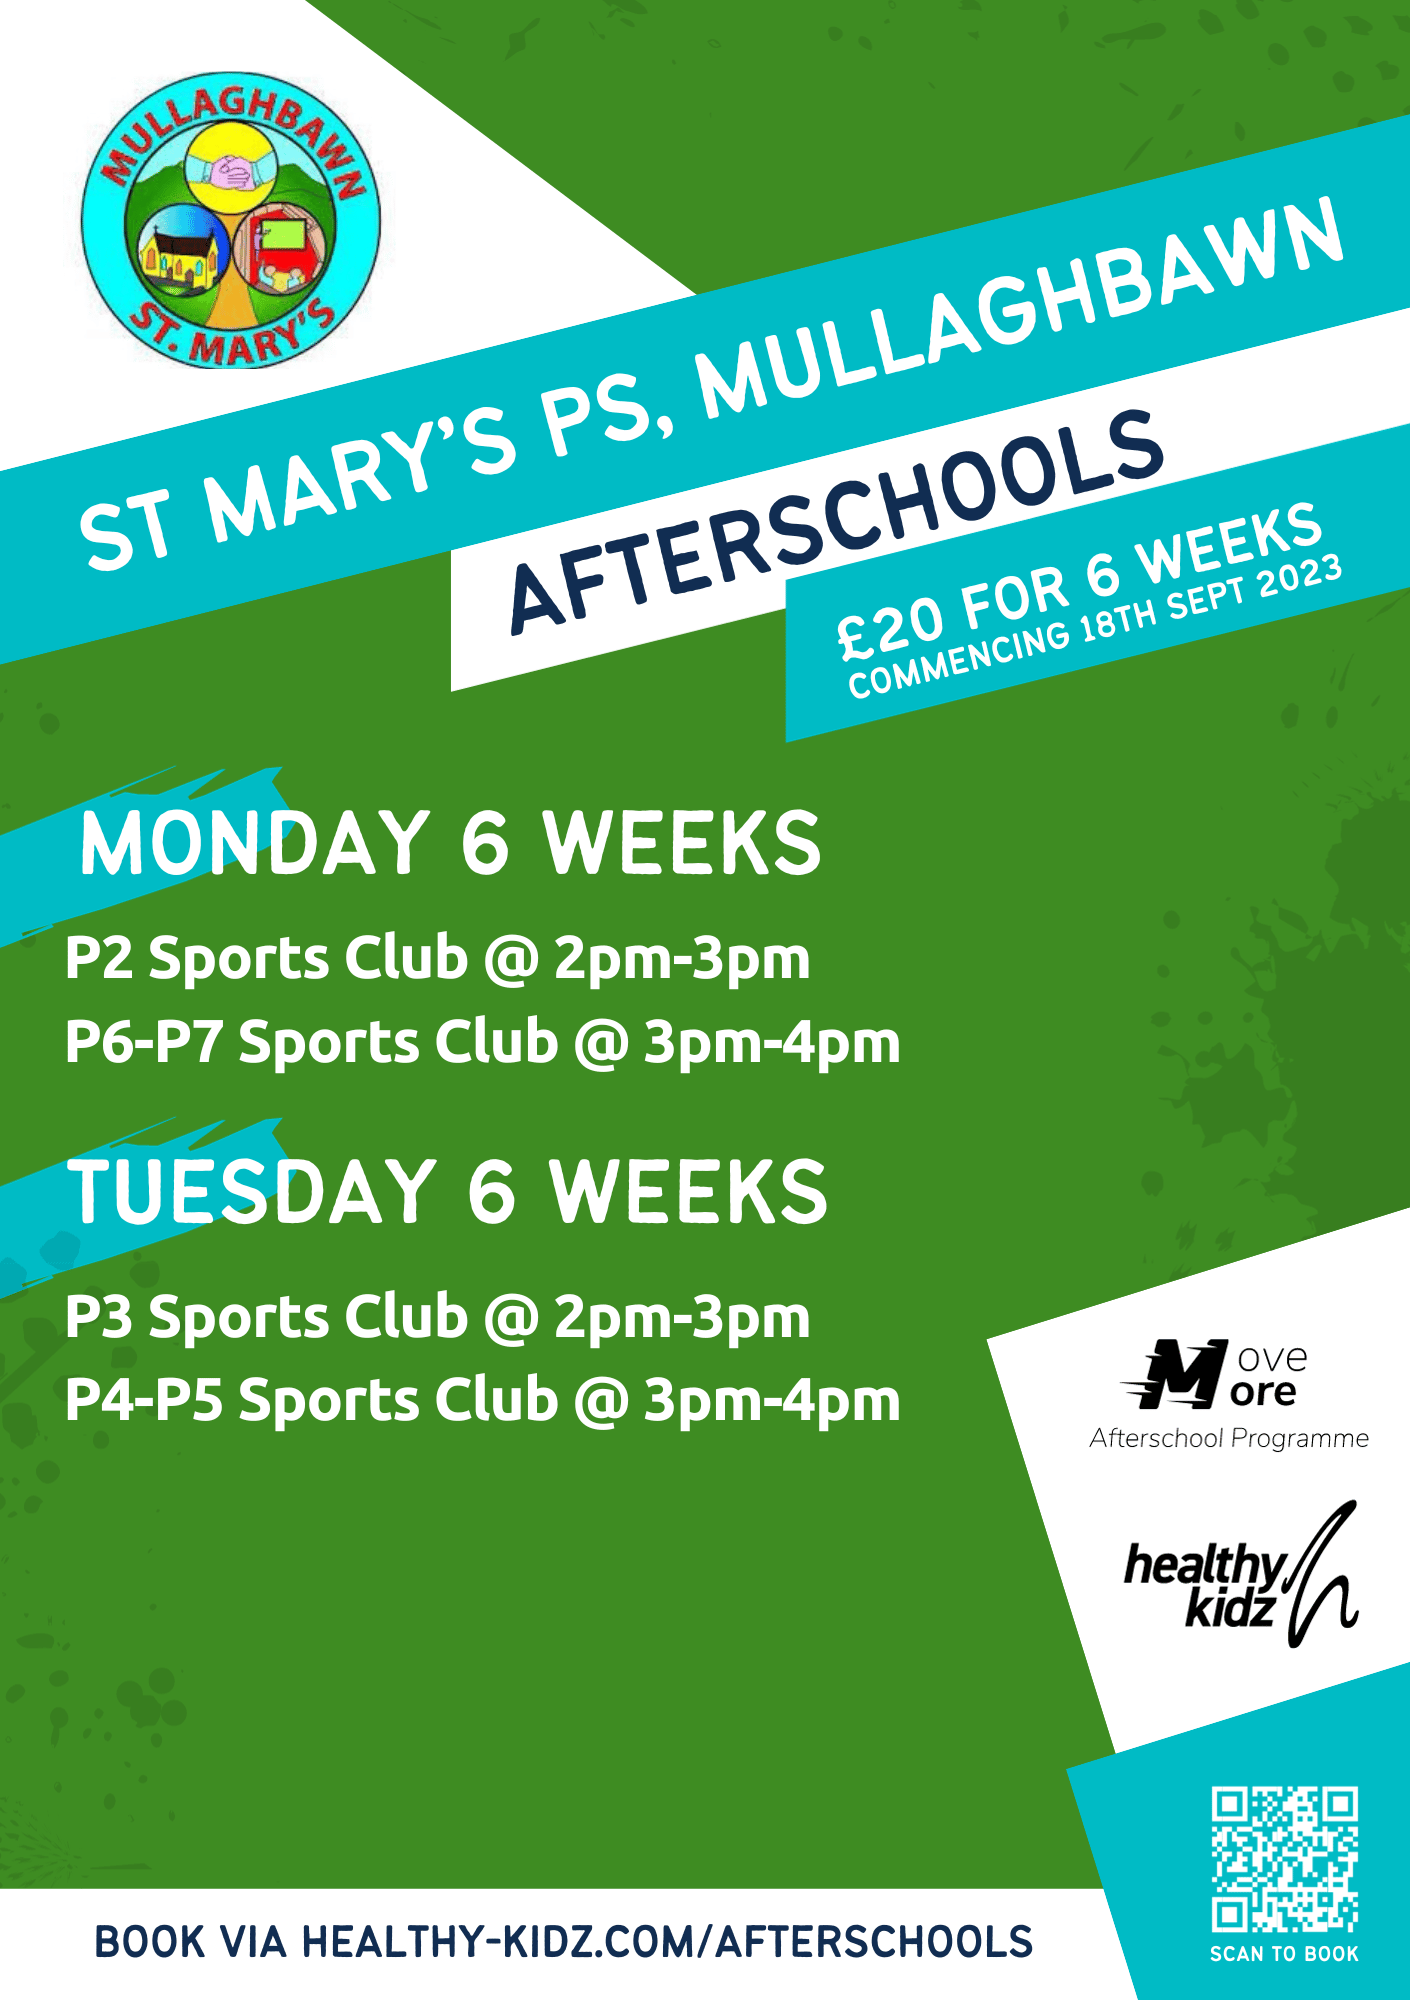 MULLAGHBAWN
ST. MARY'S
ST MARY'S PS, MULLAGHBAWN
AFTERSCHOOLS
£20 FOR 6 WEEKS
COMMENCING 18TH SEPT 2023
MONDAY 6 WEEKS
P2 Sports Club @ 2pm-3pm
P6-P7 Sports Club @ 3pm-4pm
TUESDAY 6 WEEKS
P3 Sports Club @ 2pm-3pm
P4-P5 Sports Club @ 3pm-4pm
Move
More
Afterschool Programme
healthy
kidz
SCAN TO BOOK
BOOK VIA HEALTHY-KIDZ.COM/AFTERSCHOOLS